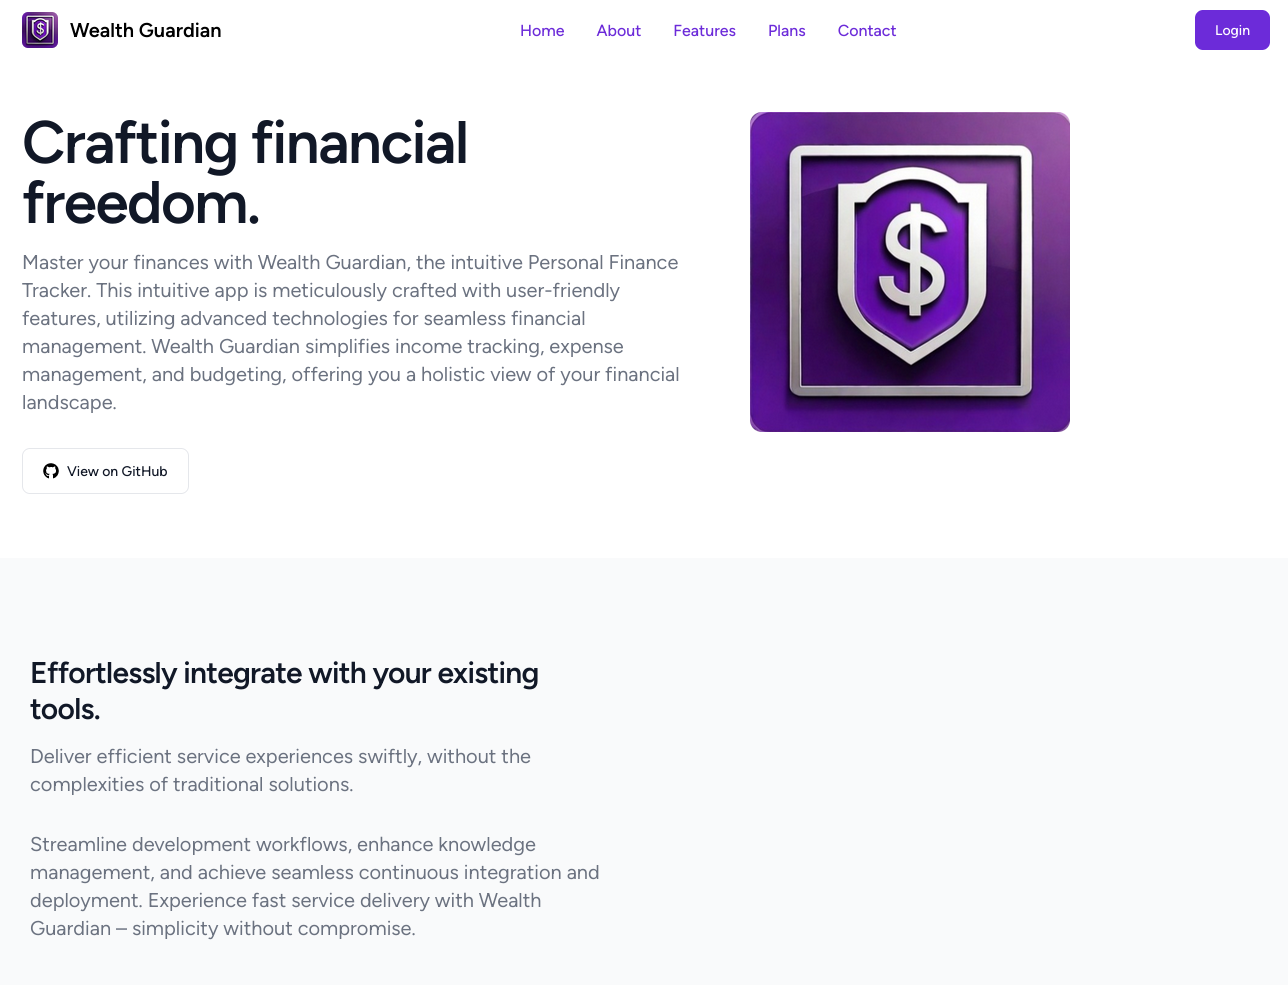 Wealth Guardian
Home About Features Plans Contact
Login
Crafting financial
freedom.
Master your finances with Wealth Guardian, the intuitive Personal Finance
Tracker. This intuitive app is meticulously crafted with user-friendly
features, utilizing advanced technologies for seamless financial
management. Wealth Guardian simplifies income tracking, expense
management, and budgeting, offering you a holistic view of your financial
landscape.
View on GitHub
$
Effortlessly integrate with your existing
tools.
Deliver efficient service experiences swiftly, without the
complexities of traditional solutions.
Streamline development workflows, enhance knowledge
management, and achieve seamless continuous integration and
deployment. Experience fast service delivery with Wealth
Guardian – simplicity without compromise.